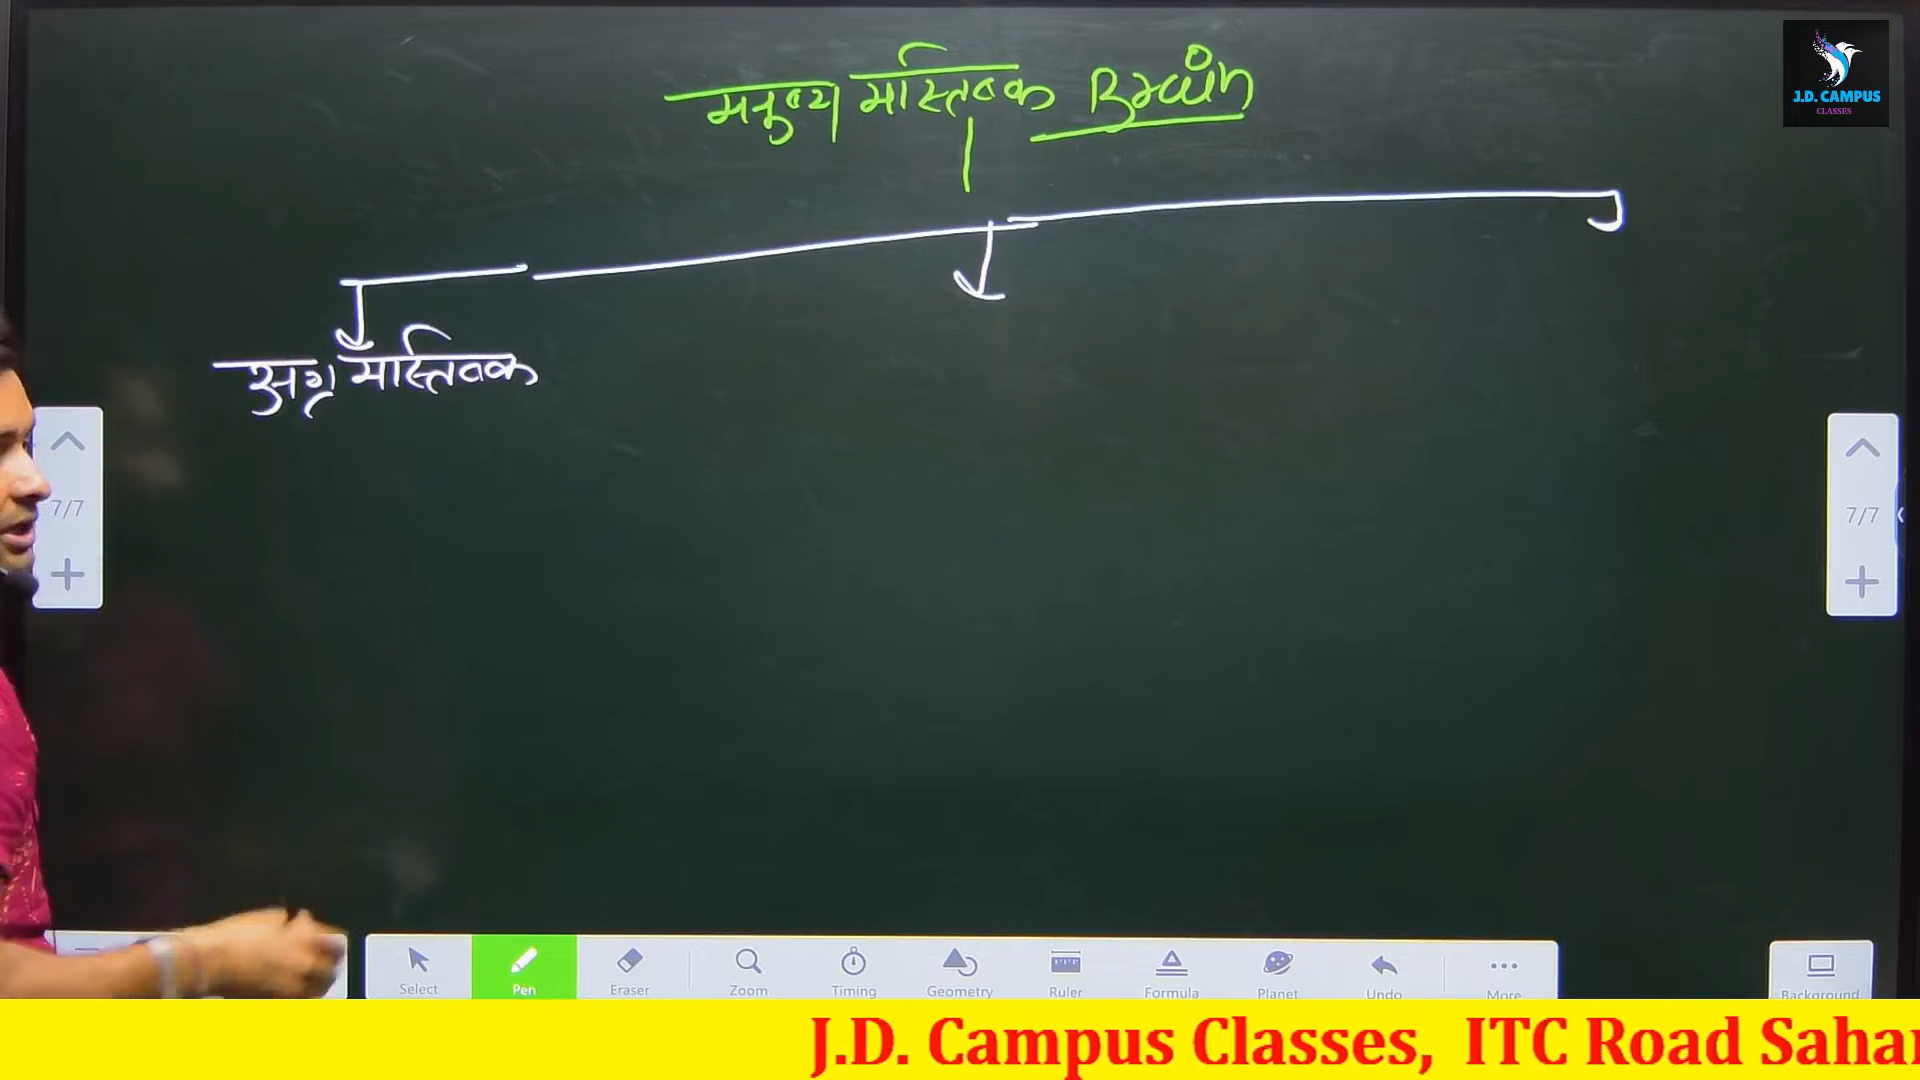 मनुष्य मस्तिष्क Brain
J.D. CAMPUS
CLASSES
अग्र मस्तिष्क
7/7
7/7
Select Pen Eraser Zoom Timing Geometry Ruler Formula Planet Undo More Background
J.D. Campus Classes, ITC Road Sahar